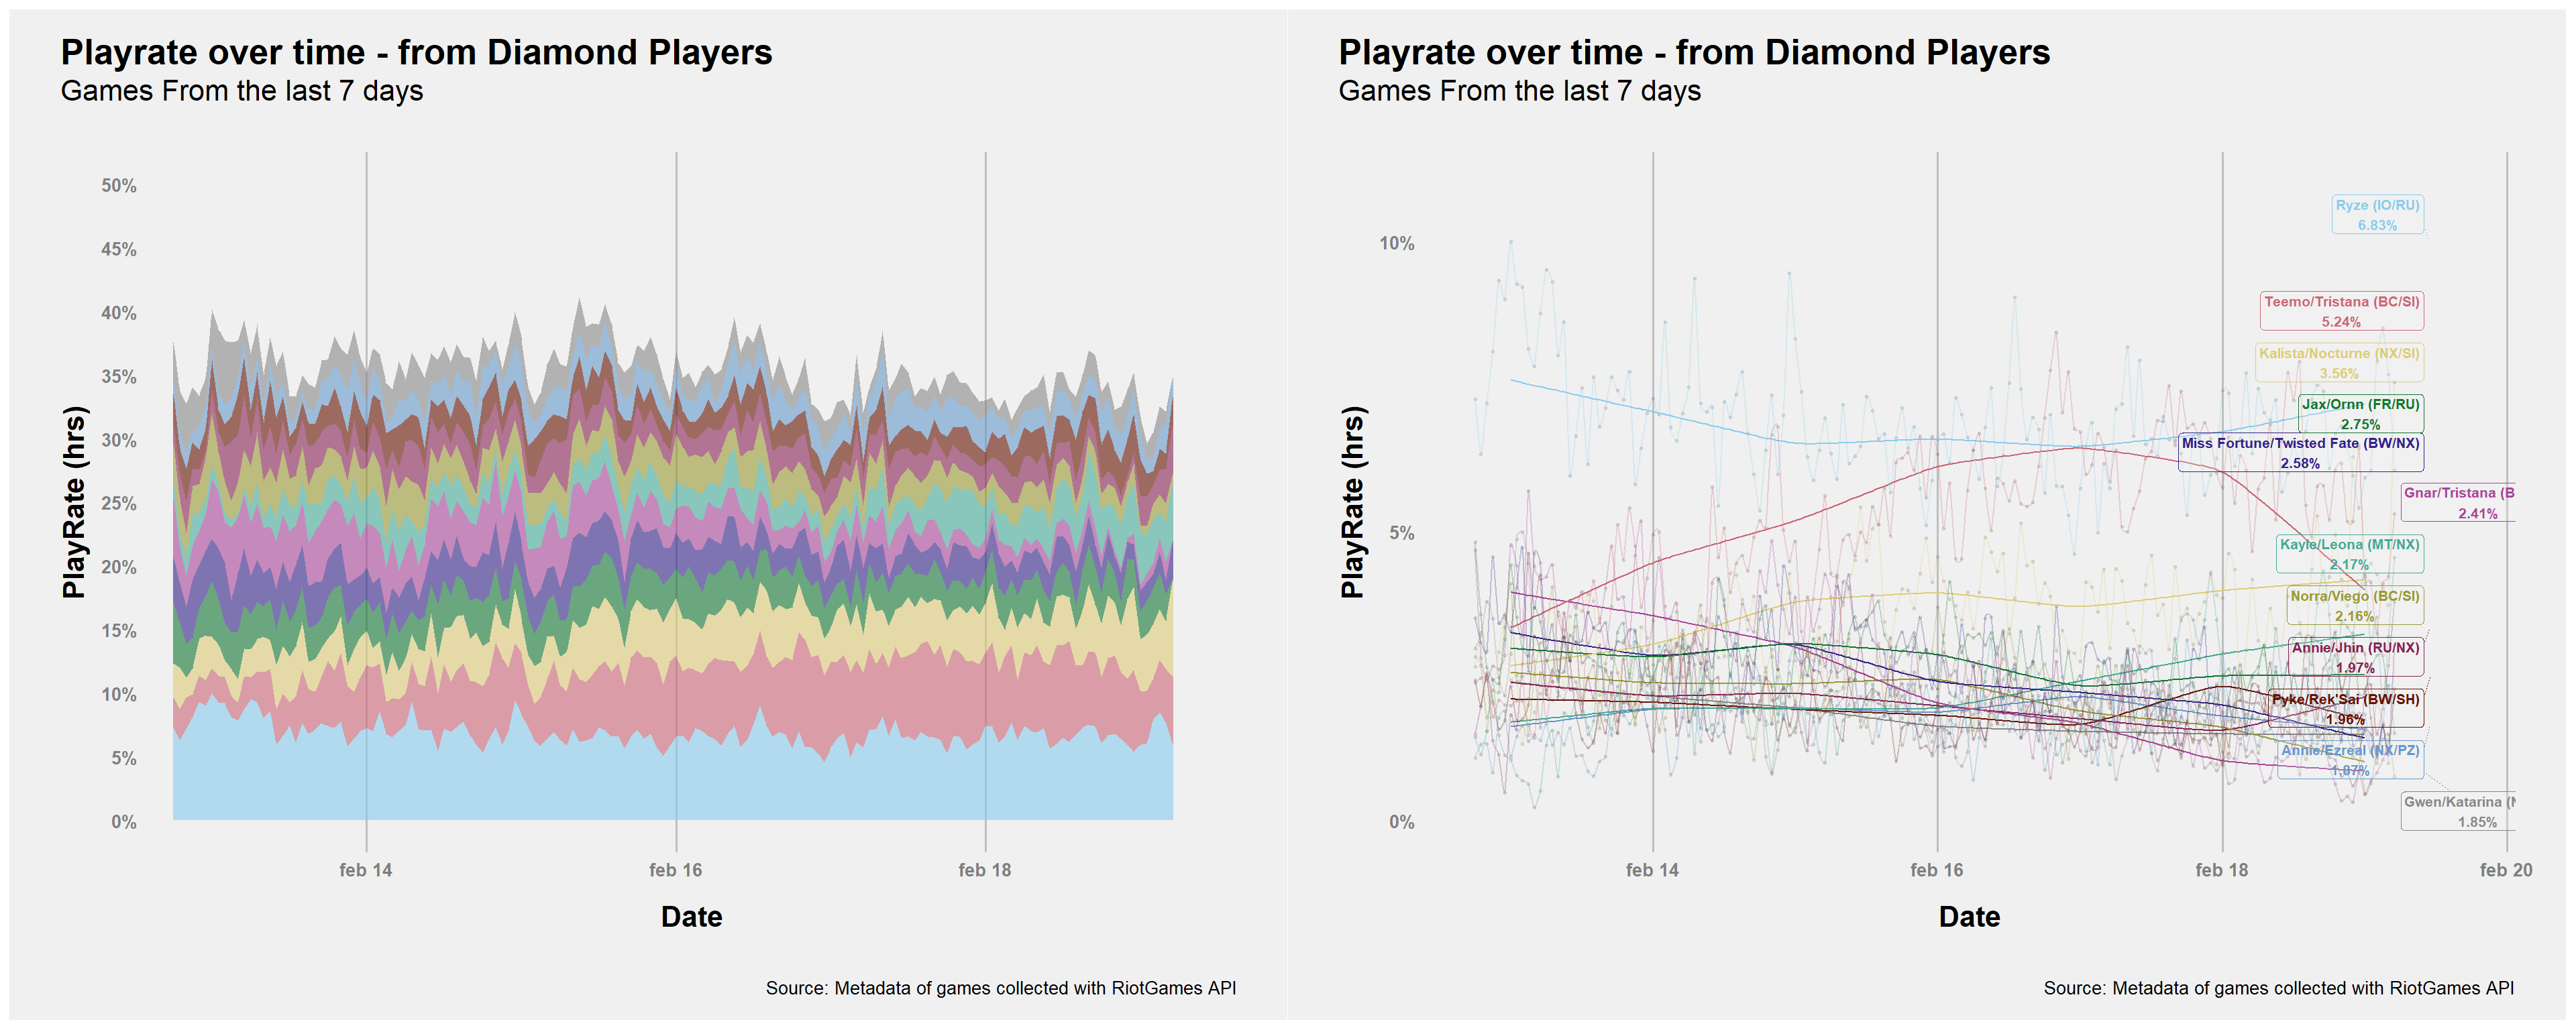 Playrate over time - from Diamond Players
Games From the last 7 days
PlayRate (hrs)
50%
45%
40%
35%
30%
25%
20%
15%
10%
5%
0%
feb 14
feb 16
feb 18
Date
Source: Metadata of games collected with RiotGames API
Playrate over time - from Diamond Players
Games From the last 7 days
PlayRate (hrs)
10%
5%
0%
feb 14
feb 16
feb 18
feb 20
Ryze (IO/RU)
6.83%
Teemo/Tristana (BC/SI)
5.24%
Kalista/Nocturne (NX/SI)
3.56%
Jax/Ornn (FR/RU)
2.75%
Miss Fortune/Twisted Fate (BW/NX)
2.58%
Gnar/Tristana (B
2.41%
Kayle/Leona (MT/NX)
2.17%
Norra/Viego (BC/SI)
2.16%
Annie/Jhin (RU/NX)
1.97%
Pyke/Rek'Sai (BW/SH)
1.96%
Annie/Ezreal (NX/PZ)
1.87%
Gwen/Katarina (N
1.85%
Date
Source: Metadata of games collected with RiotGames API